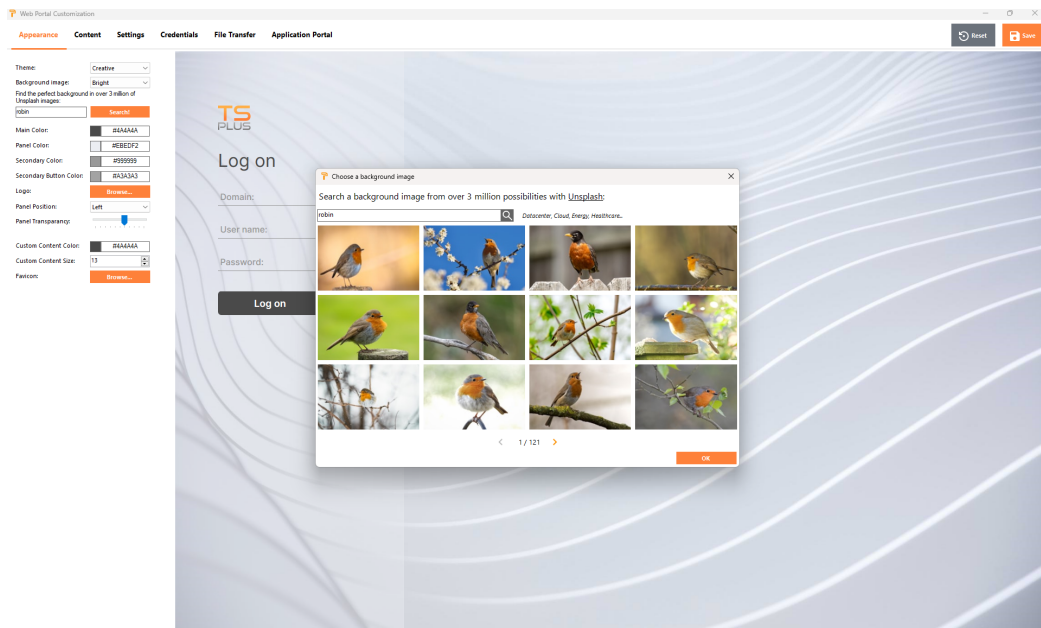 Web Portal Customization
Appearance
Content
Settings
Credentials
File Transfer
Application Portal
Reset
Save
Theme:
Creative
Background image:
Bright
Find the perfect background in over 3 million of
Unsplash images:
robin
Search!
Main Color:
#4A4A4A
Panel Color:
#EBEDF2
Secondary Color:
#999999
Secondary Button Color:
#A3A3A3
Logo:
Browse...
Panel Position:
Left
Panel Transparancy:
Custom Content Color:
#4A4A4A
Custom Content Size:
13
Favicon:
Browse...
TS
PLUS
Log on
Domain:
User name:
Password:
Log on
Choose a background image
Search a background image from over 3 million possibilities with Unsplash:
robin
Datacenter, Cloud, Energy, Healthcare...
1 / 121
OK